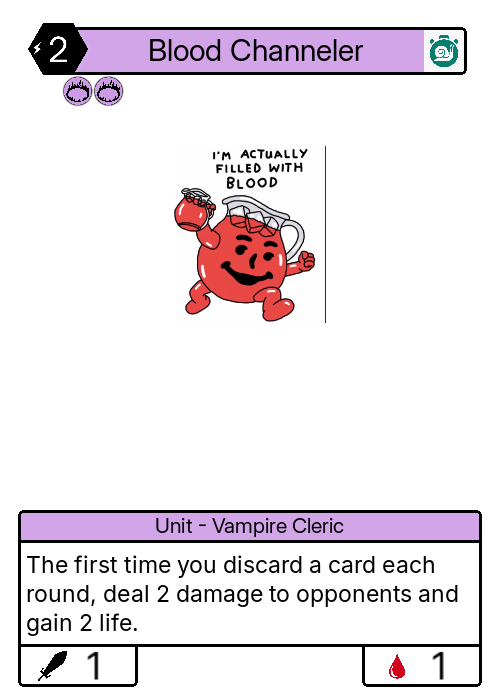 2
Blood Channeler
I'M ACTUALLY
FILLED WITH
BLOOD
Unit - Vampire Cleric
The first time you discard a card each
round, deal 2 damage to opponents and
gain 2 life.
1
1